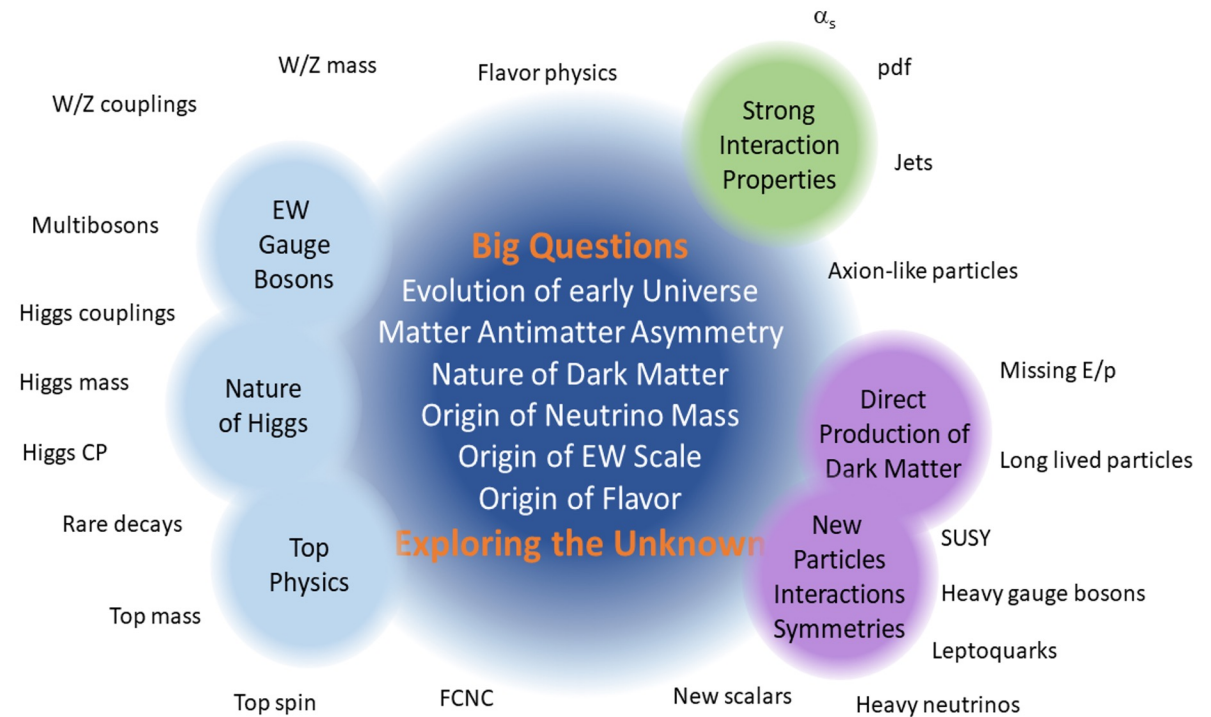 α_s
W/Z mass
Flavor physics
pdf
W/Z couplings
Strong
Interaction
Properties
Jets
EW
Gauge
Bosons
Multibosons
Big Questions
Evolution of early Universe
Matter Antimatter Asymmetry
Nature of Dark Matter
Origin of Neutrino Mass
Origin of EW Scale
Origin of Flavor
Exploring the Unknown
Axion-like particles
Higgs couplings
Higgs mass
Nature
of Higgs
Higgs CP
Direct
Production of
Dark Matter
Missing E/p
Long lived particles
Rare decays
Top
Physics
Top mass
New
Particles
Interactions
Symmetries
SUSY
Heavy gauge bosons
Leptoquarks
Top spin
FCNC
New scalars
Heavy neutrinos